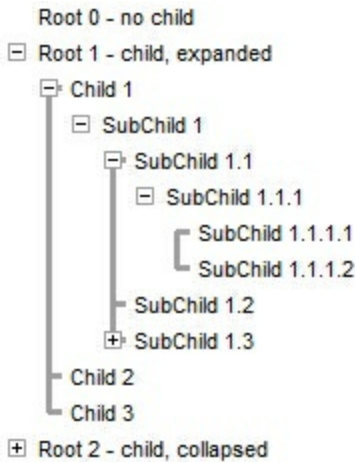 Root 0 - no child
Root 1 - child, expanded
Child 1
SubChild 1
SubChild 1.1
SubChild 1.1.1
SubChild 1.1.1.1
SubChild 1.1.1.2
SubChild 1.2
SubChild 1.3
Child 2
Child 3
Root 2 - child, collapsed